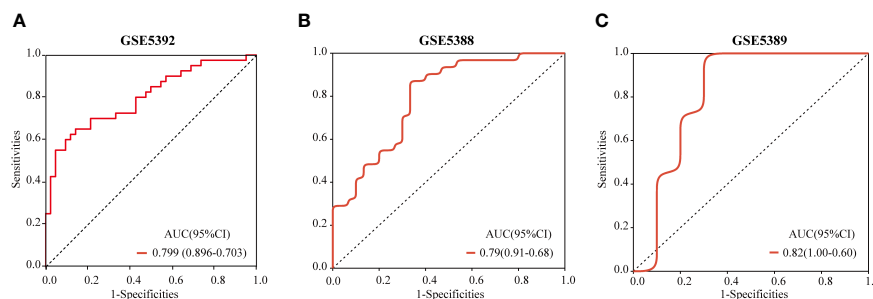 A
GSE5392
1.0
0.8
0.6
0.4
0.2
0.0
Sensitivities
AUC(95%CI)
0.799 (0.896-0.703)
0.0 0.2 0.4 0.6 0.8 1.0
1-Specificities
B
GSE5388
1.0
0.8
0.6
0.4
0.2
0.0
AUC(95%CI)
0.79(0.91-0.68)
0.0 0.2 0.4 0.6 0.8 1.0
1-Specificities
C
GSE5389
1.0
0.8
0.6
0.4
0.2
0.0
Sensitivities
AUC(95%CI)
0.82(1.00-0.60)
0.0 0.2 0.4 0.6 0.8 1.
1-Specificities